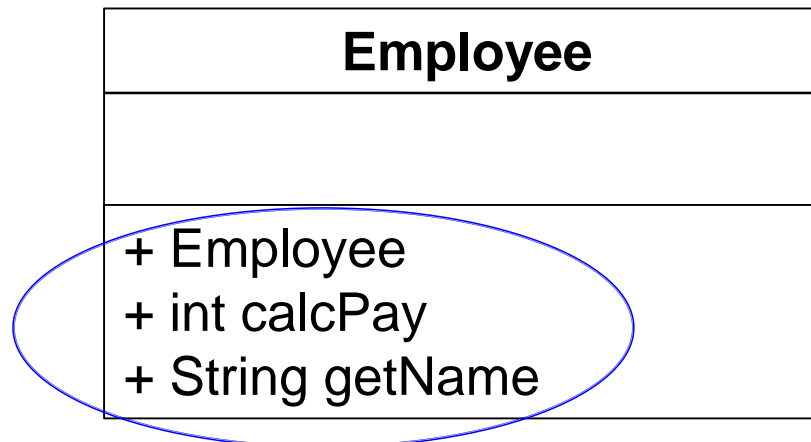 Employee
+ Employee
+ int calcPay
+ String getName